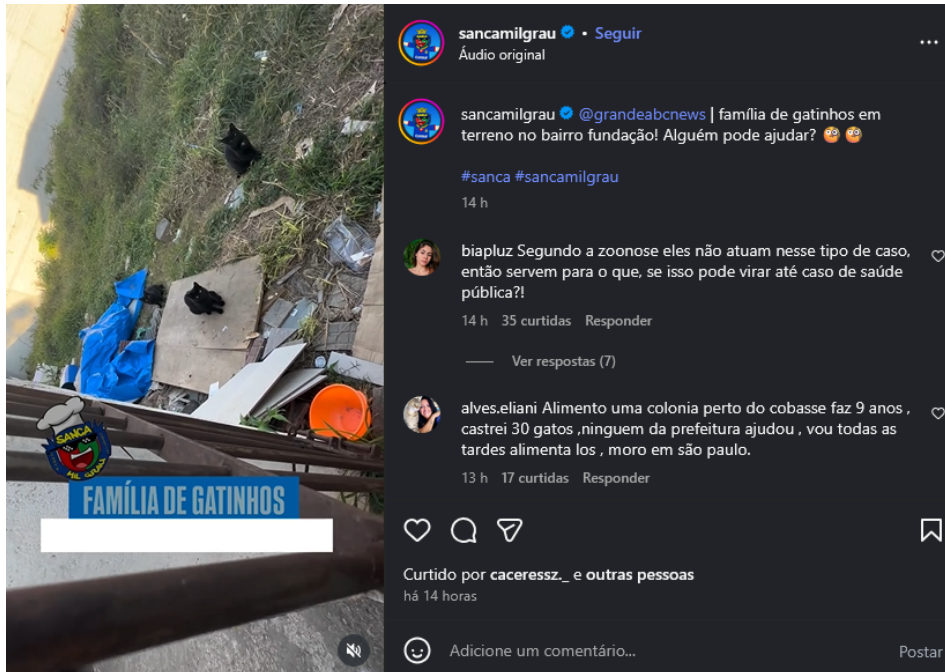 sancamilgrau • Seguir
Áudio original
sancamilgrau @grandeabcnews | família de gatinhos em
terreno no bairro fundação! Alguém pode ajudar? 🥹 🥹
#sanca #sancamilgrau
14 h
biapluz Segundo a zoonose eles não atuam nesse tipo de caso,
então servem para o que, se isso pode virar até caso de saúde
pública?!
14 h 35 curtidas Responder
Ver respostas (7)
alves.eliani Alimento uma colonia perto do cobasse faz 9 anos ,
castrei 30 gatos ,ninguem da prefeitura ajudou , vou todas as
tardes alimenta los , moro em são paulo.
13 h 17 curtidas Responder
Curtido por caceressz._ e outras pessoas
há 14 horas
Adicione um comentário...
Postar
SANCA
MIL GRAU
FAMÍLIA DE GATINHOS